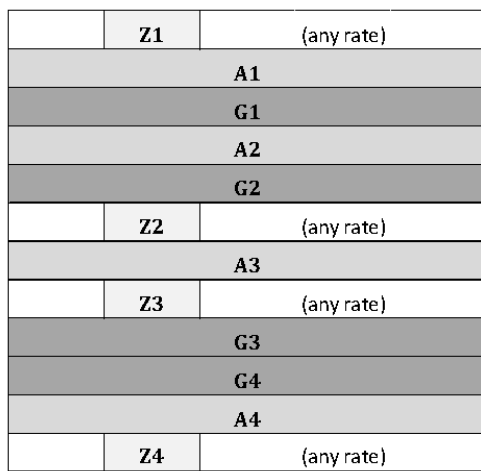 Z1 (any rate)
A1
G1
A2
G2
Z2 (any rate)
A3
Z3 (any rate)
G3
G4
A4
Z4 (any rate)